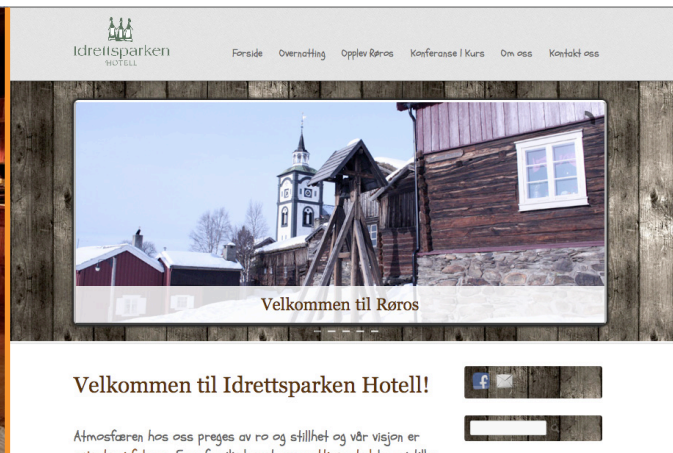 Idrettsparken
HOTELL
Forside Overnatting Opplev Røros Konferanse | Kurs Om oss Kontakt oss
Velkommen til Røros
Velkommen til Idrettsparken Hotell!
f
Atmosfæren hos oss preges av ro og stillhet og vår visjon er